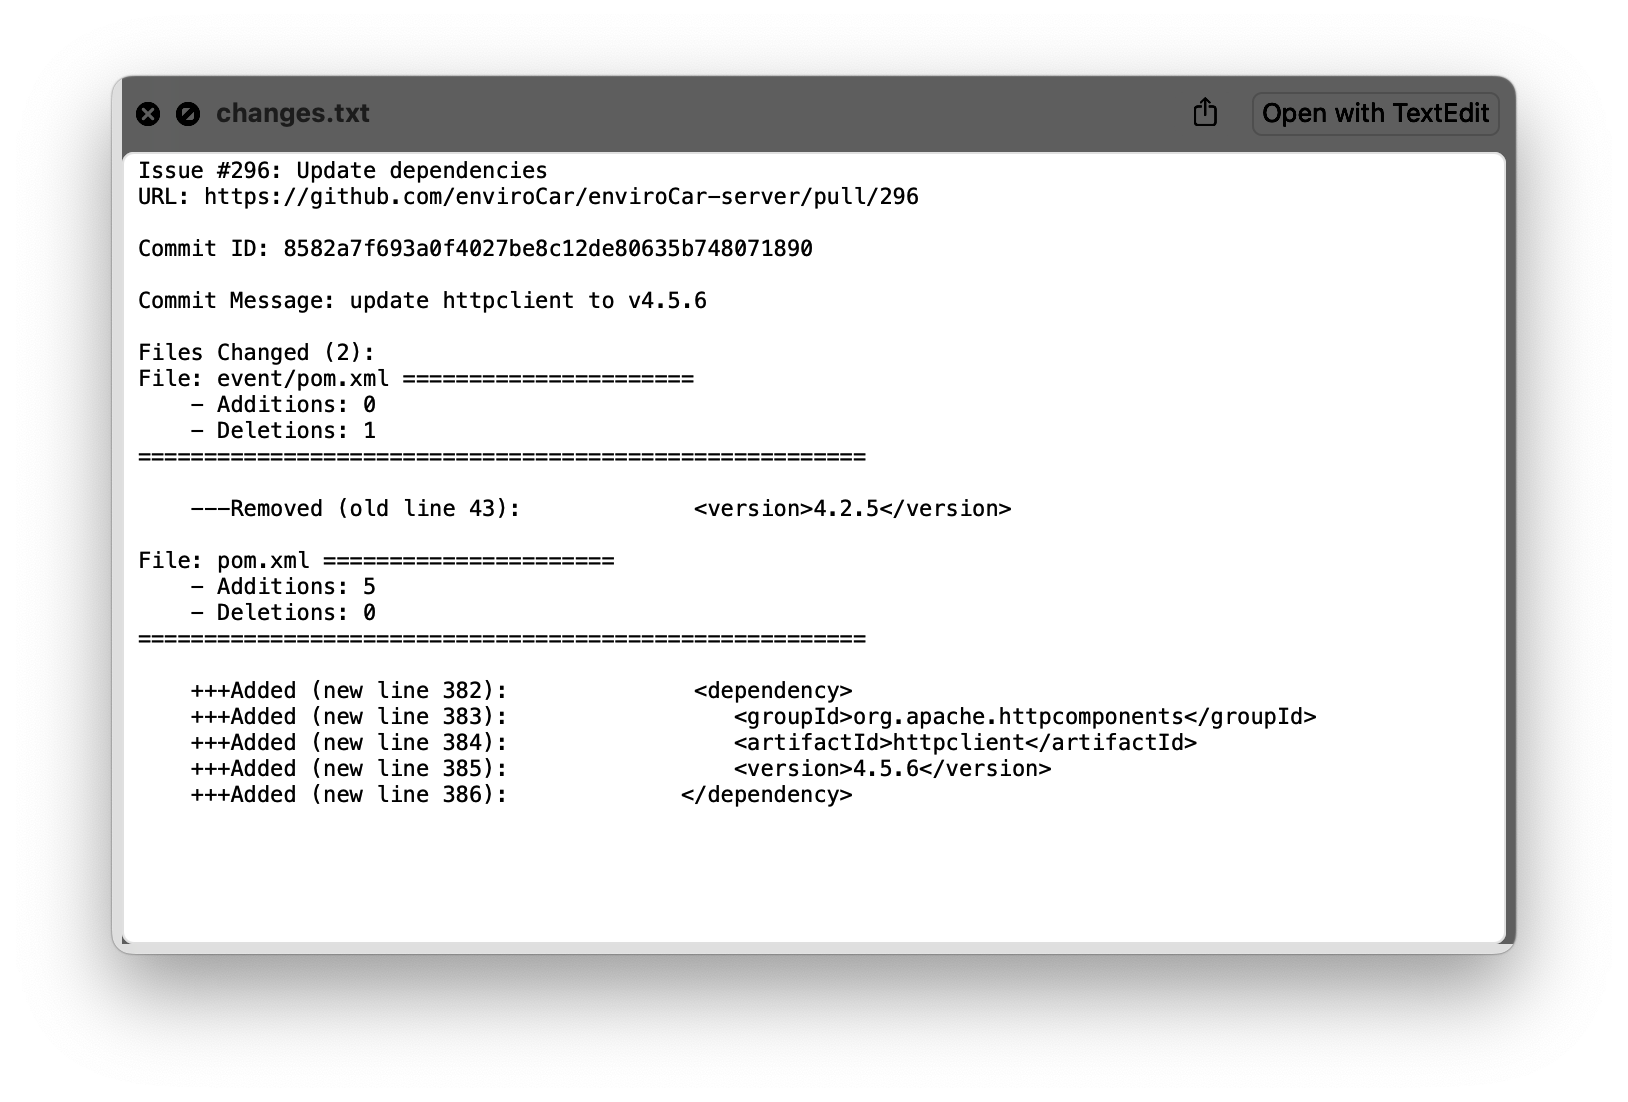 changes.txt
Open with TextEdit
Issue #296: Update dependencies
URL: https://github.com/enviroCar/enviroCar-server/pull/296
Commit ID: 8582a7f693a0f4027be8c12de80635b748071890
Commit Message: update httpclient to v4.5.6
Files Changed (2):
File: event/pom.xml ======================
    - Additions: 0
    - Deletions: 1
=======================================================
    ---Removed (old line 43):             <version>4.2.5</version>
File: pom.xml ======================
    - Additions: 5
    - Deletions: 0
=======================================================
    +++Added (new line 382):              <dependency>
    +++Added (new line 383):                 <groupId>org.apache.httpcomponents</groupId>
    +++Added (new line 384):                 <artifactId>httpclient</artifactId>
    +++Added (new line 385):                 <version>4.5.6</version>
    +++Added (new line 386):             </dependency>